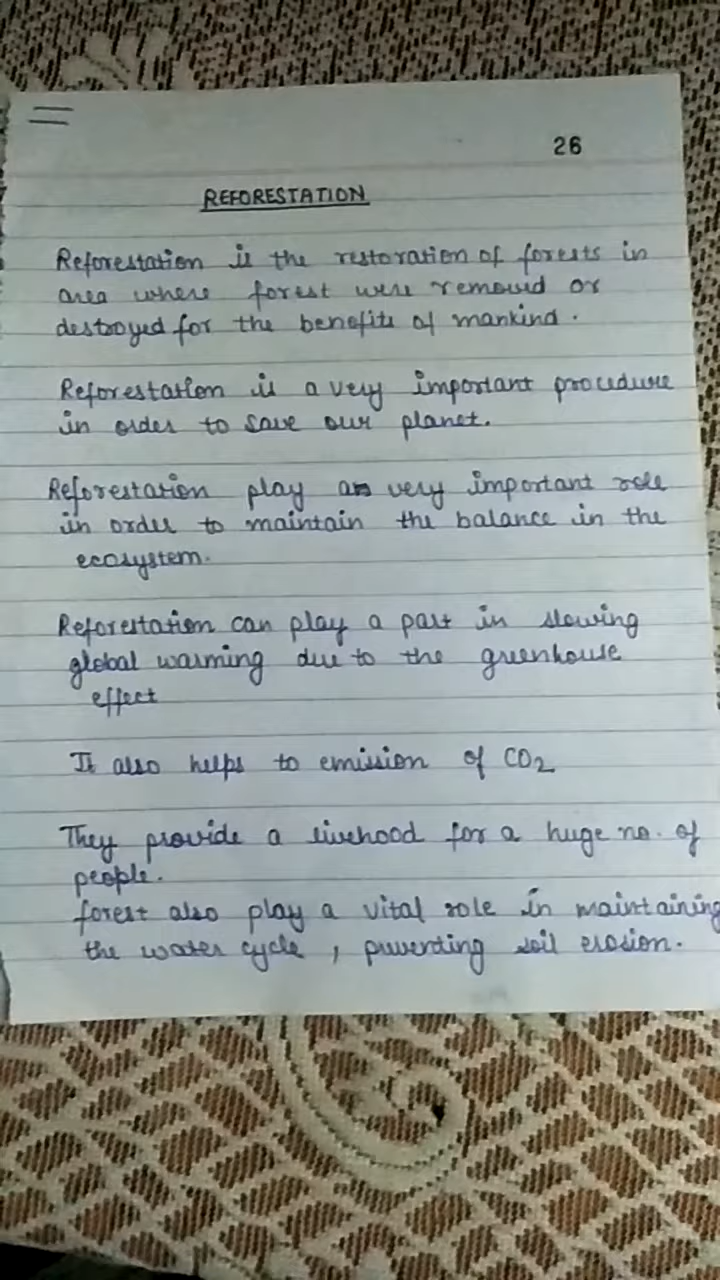 26
REFORESTATION
Reforestation is the restoration of forests in
area where forest were removed or
destroyed for the benefits of mankind.
Reforestation is a very important procedure
in order to save our planet.
Reforestation play a very important role
in order to maintain the balance in the
ecosystem.
Reforestation can play a part in slowing
global warming due to the greenhouse
effect
It also helps to emission of CO2
They provide a livehood for a huge no. of
people.
forest also play a vital role in maintaining
the water cycle, preventing soil erosion.